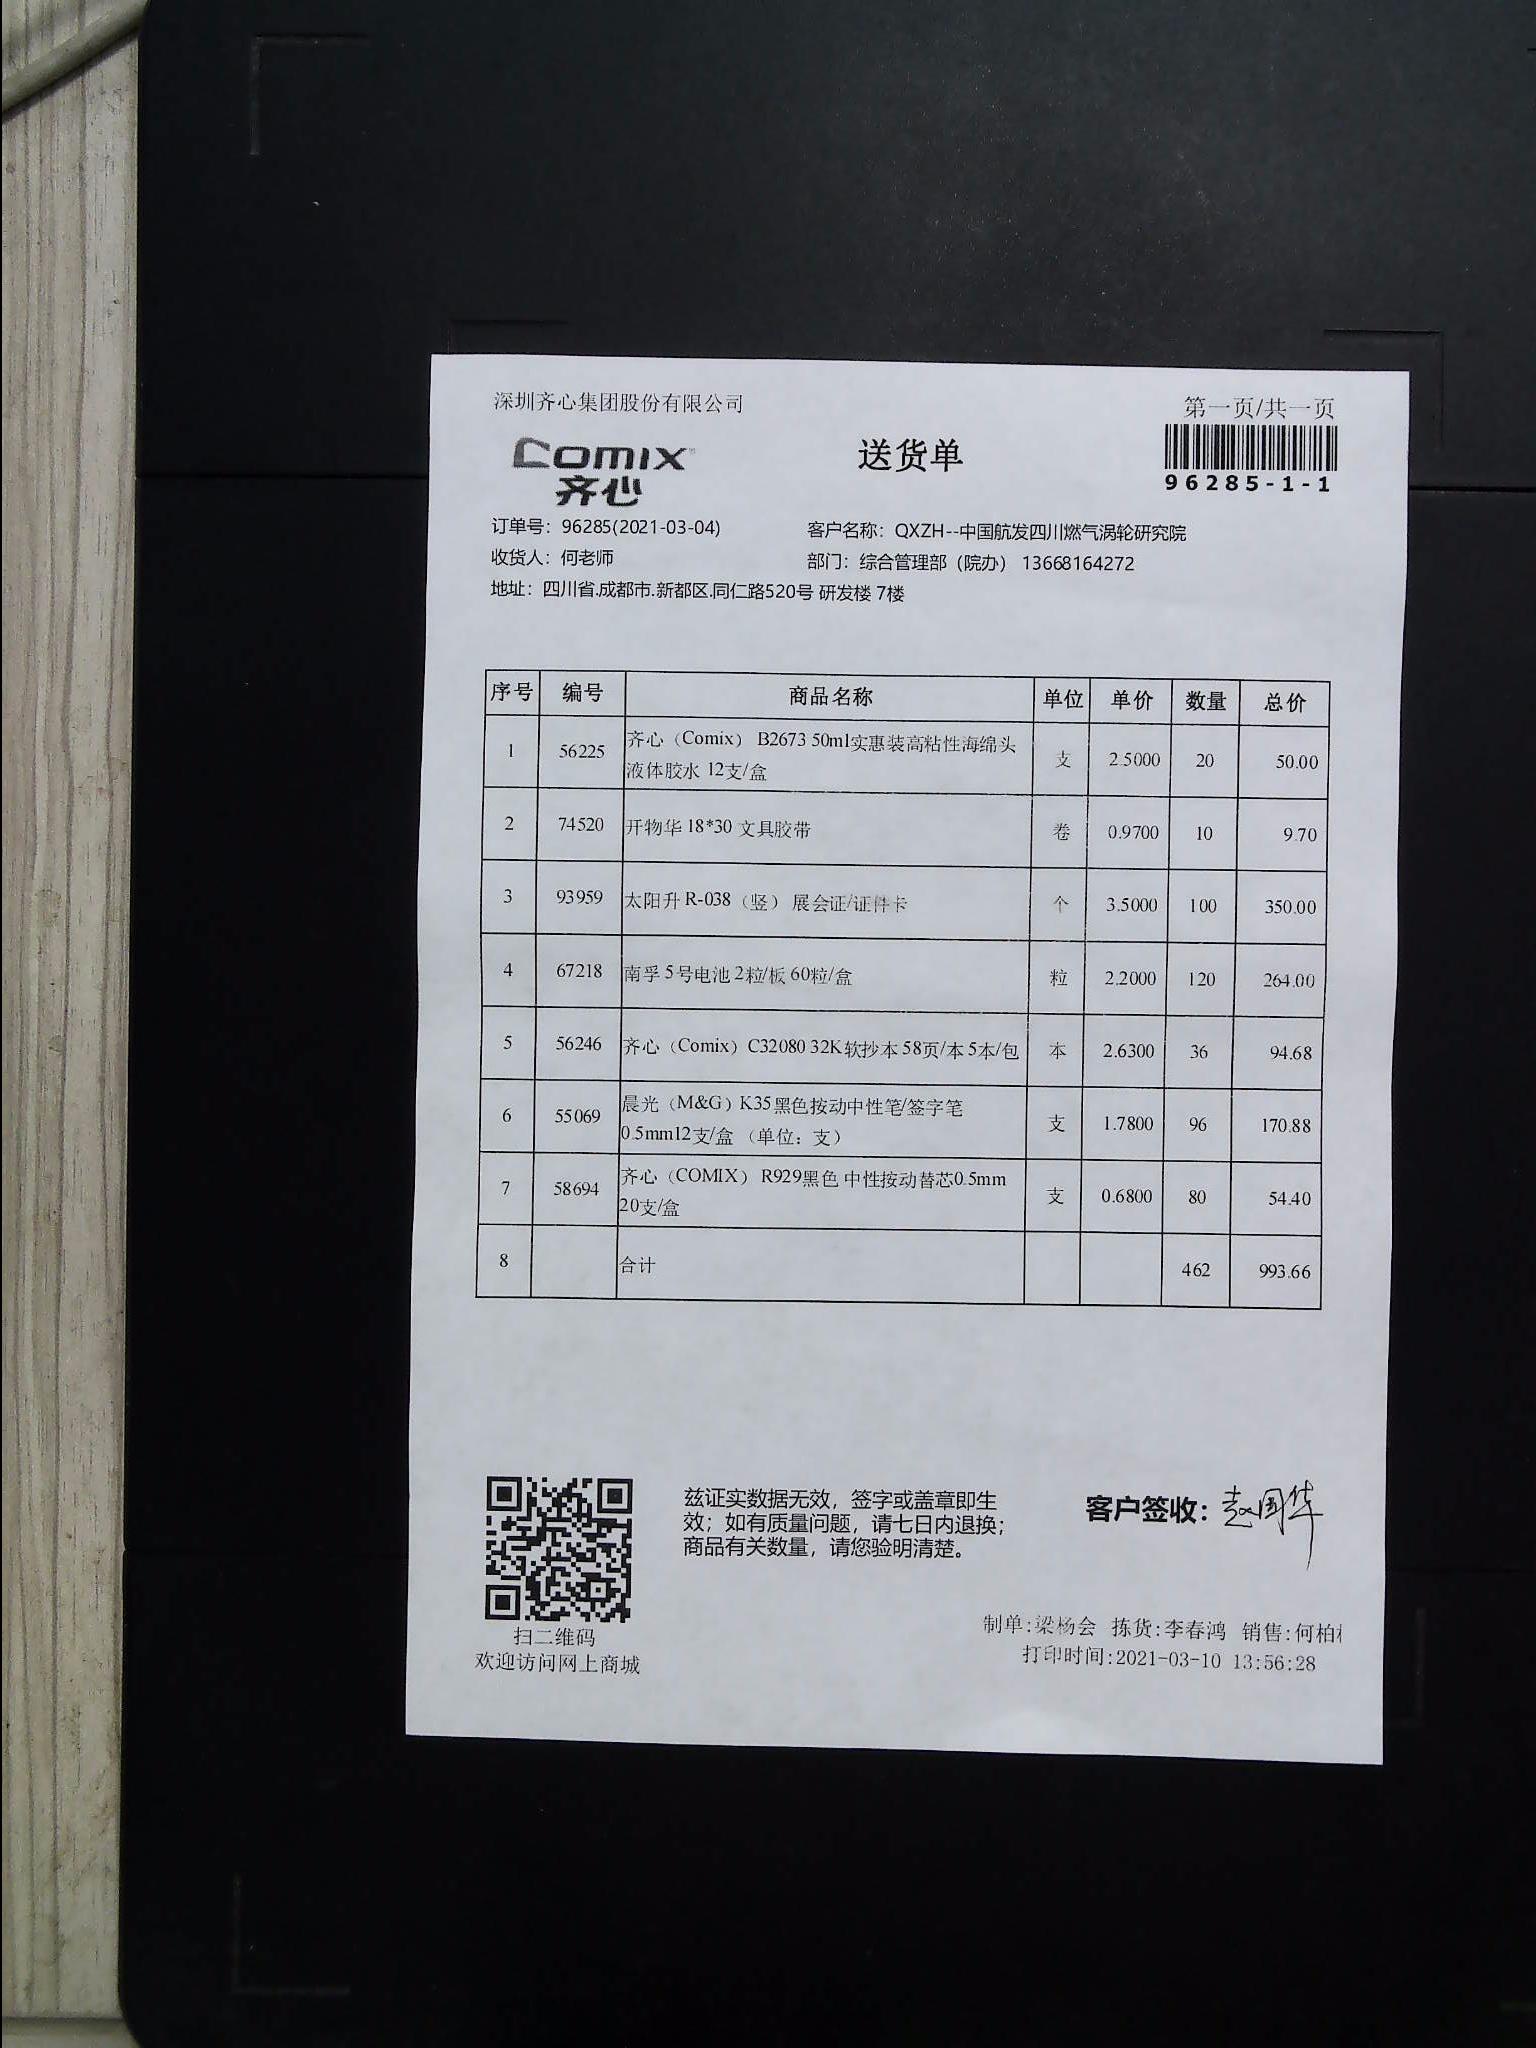 深圳齐心集团股份有限公司
第一页/共一页
comix
齐心
送货单
96285-1-1
订单号：96285(2021-03-04)
客户名称：QXZH--中国航发四川燃气涡轮研究院
收货人：何老师
部门：综合管理部（院办） 13668164272
地址：四川省.成都市.新都区.同仁路520号 研发楼 7楼
序号 编号 商品名称 单位 单价 数量 总价
1 56225 齐心（Comix） B2673 50ml实惠装高粘性海绵头
液体胶水 12支/盒 支 2.5000 20 50.00
2 74520 开物华 18*30 文具胶带 卷 0.9700 10 9.70
3 93959 太阳升 R-038（竖） 展会证/证件卡 个 3.5000 100 350.00
4 67218 南孚 5号电池 2粒/板 60粒/盒 粒 2.2000 120 264.00
5 56246 齐心（Comix）C32080 32K软抄本 58页/本 5本/包 本 2.6300 36 94.68
6 55069 晨光（M&G）K35黑色按动中性笔/签字笔
0.5mm12支/盒 （单位：支） 支 1.7800 96 170.88
7 58694 齐心（COMIX） R929黑色 中性按动替芯0.5mm
20支/盒 支 0.6800 80 54.40
8 合计 462 993.66
兹证实数据无效，签字或盖章即生
效；如有质量问题，请七日内退换；
商品有关数量，请您验明清楚。
客户签收：赵国华
扫二维码
欢迎访问网上商城
制单:梁杨会 拣货:李春鸿 销售:何柏
打印时间:2021-03-10 13:56:28